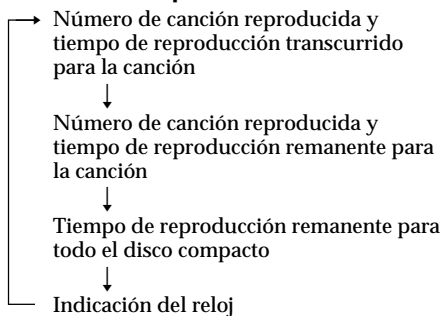 Número de canción reproducida y
tiempo de reproducción transcurrido
para la canción
Número de canción reproducida y
tiempo de reproducción remanente para
la canción
Tiempo de reproducción remanente para
todo el disco compacto
Indicación del reloj